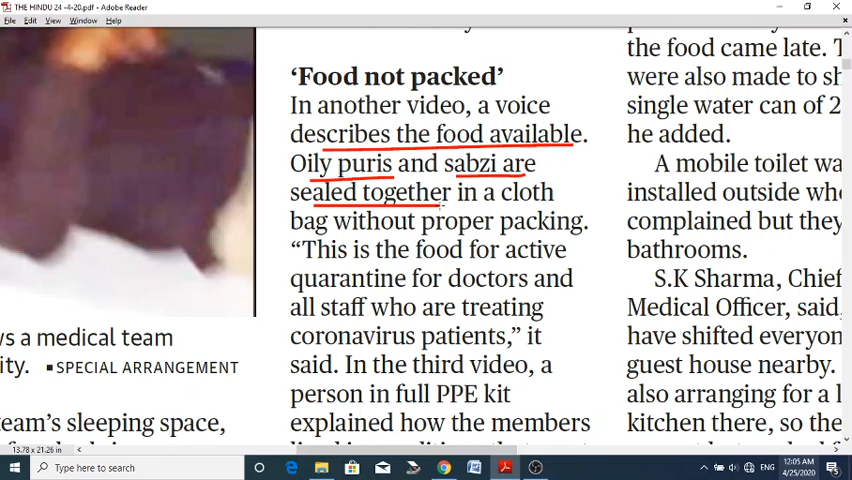 THE HINDU 24 -4-20.pdf - Adobe Reader
File Edit View Window Help
'Food not packed'
In another video, a voice
describes the food available.
Oily puris and sabzi are
sealed together in a cloth
bag without proper packing.
“This is the food for active
quarantine for doctors and
all staff who are treating
coronavirus patients,” it
said. In the third video, a
person in full PPE kit
explained how the members
the food came late.
were also made to sh
single water can of 2
he added.
A mobile toilet wa
installed outside whe
complained but they
bathrooms.
S.K Sharma, Chief
Medical Officer, said,
have shifted everyon
guest house nearby.
also arranging for a l
kitchen there, so the
ws a medical team
ity. ■ SPECIAL ARRANGEMENT
team’s sleeping space,
13.78 x 21.26 in
Type here to search
ENG
12:05 AM
4/25/2020
5